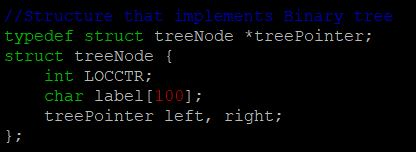 //Structure that implements Binary tree
typedef struct treeNode *treePointer;
struct treeNode {
    int LOCCTR;
    char label[100];
    treePointer left, right;
};